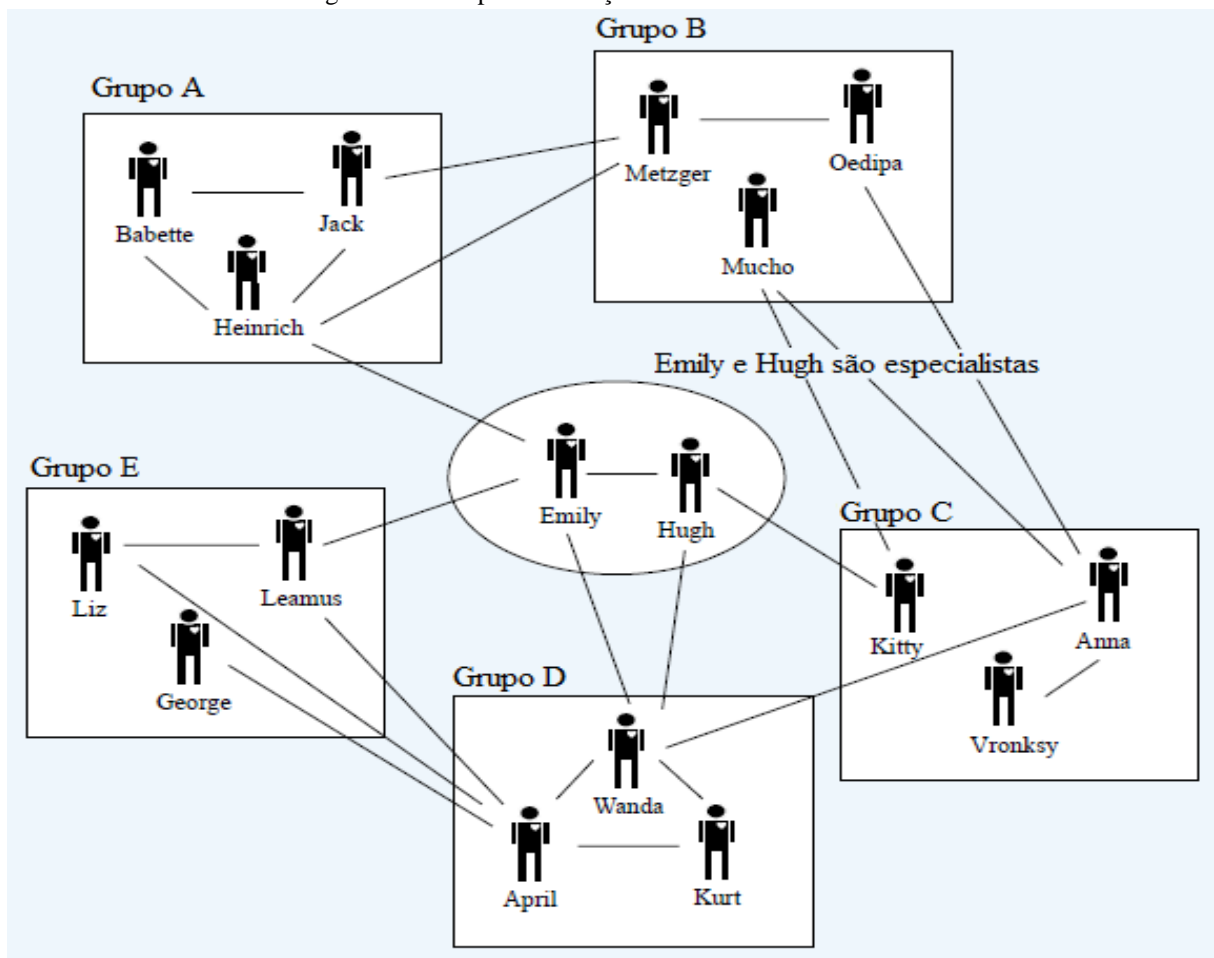 Grupo B
Grupo A
Metzger
Oedipa
Babette
Jack
Mucho
Heinrich
Emily e Hugh são especialistas
Grupo E
Emily
Hugh
Grupo C
Liz
Leamus
Kitty
Anna
George
Grupo D
Vronksy
Wanda
April
Kurt